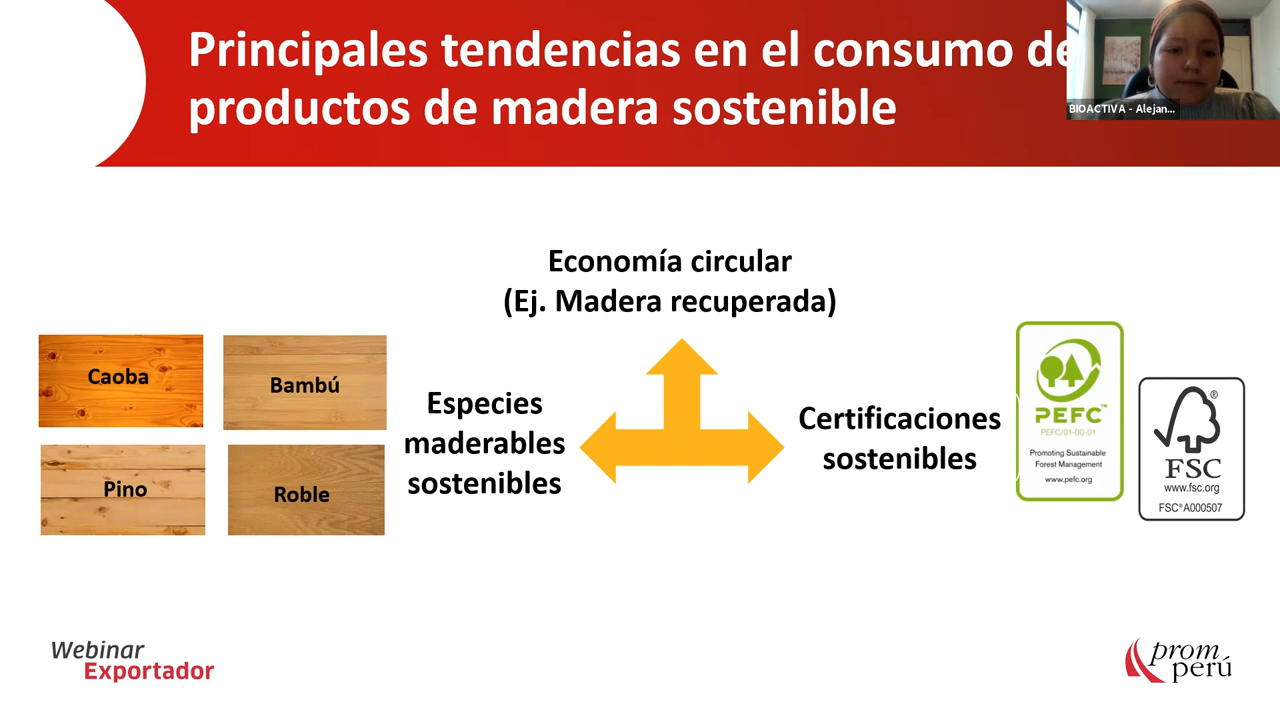 Principales tendencias en el consumo de
productos de madera sostenible
BIOACTIVA - Alejan...
Economía circular
(Ej. Madera recuperada)
Caoba
Bambú
Pino
Roble
Especies
maderables
sostenibles
Certificaciones
sostenibles
PEFC™
PEFC/01-00-01
Promoting Sustainable
Forest Management
www.pefc.org
®
FSC
www.fsc.org
FSC® A000507
Webinar
Exportador
prom
perú